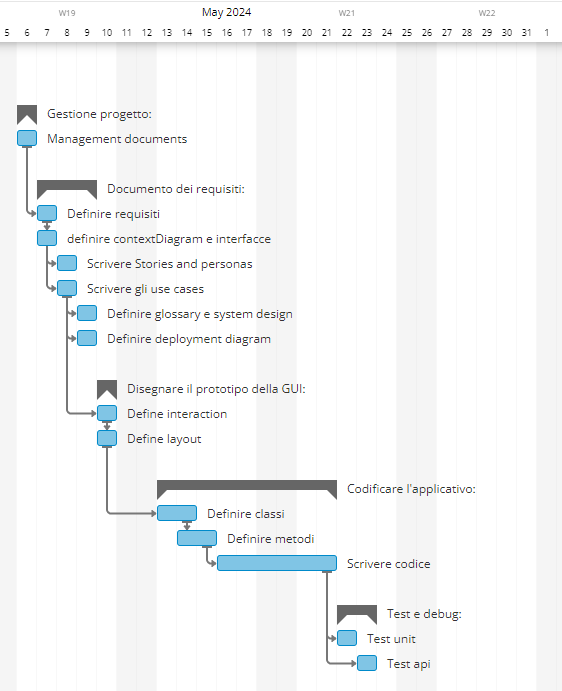 W19 May 2024 W21 W22
5 6 7 8 9 10 11 12 13 14 15 16 17 18 19 20 21 22 23 24 25 26 27 28 29 30 31 1
Gestione progetto:
Management documents
Documento dei requisiti:
Definire requisiti
definire contextDiagram e interfacce
Scrivere Stories and personas
Scrivere gli use cases
Definire glossary e system design
Definire deployment diagram
Disegnare il prototipo della GUI:
Define interaction
Define layout
Codificare l'applicativo:
Definire classi
Definire metodi
Scrivere codice
Test e debug:
Test unit
Test api